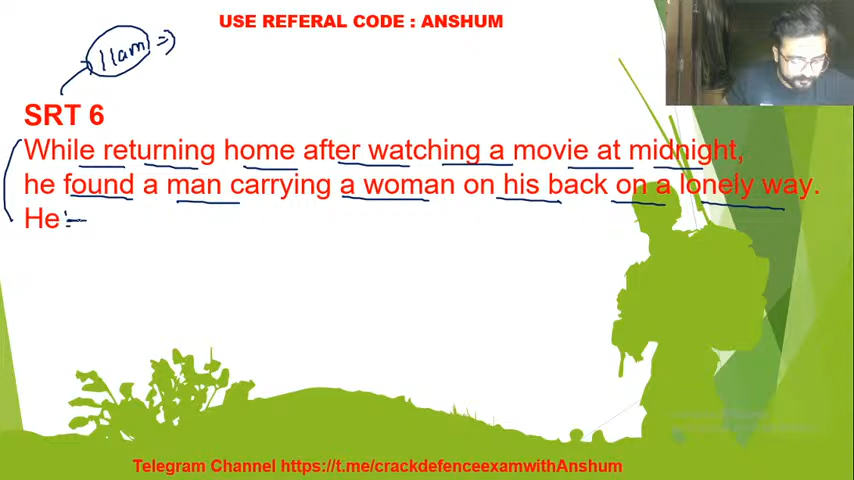 USE REFERAL CODE : ANSHUM
11am =>
SRT 6
While returning home after watching a movie at midnight,
he found a man carrying a woman on his back on a lonely way.
He:-
Telegram Channel https://t.me/crackdefenceexamwithAnshum